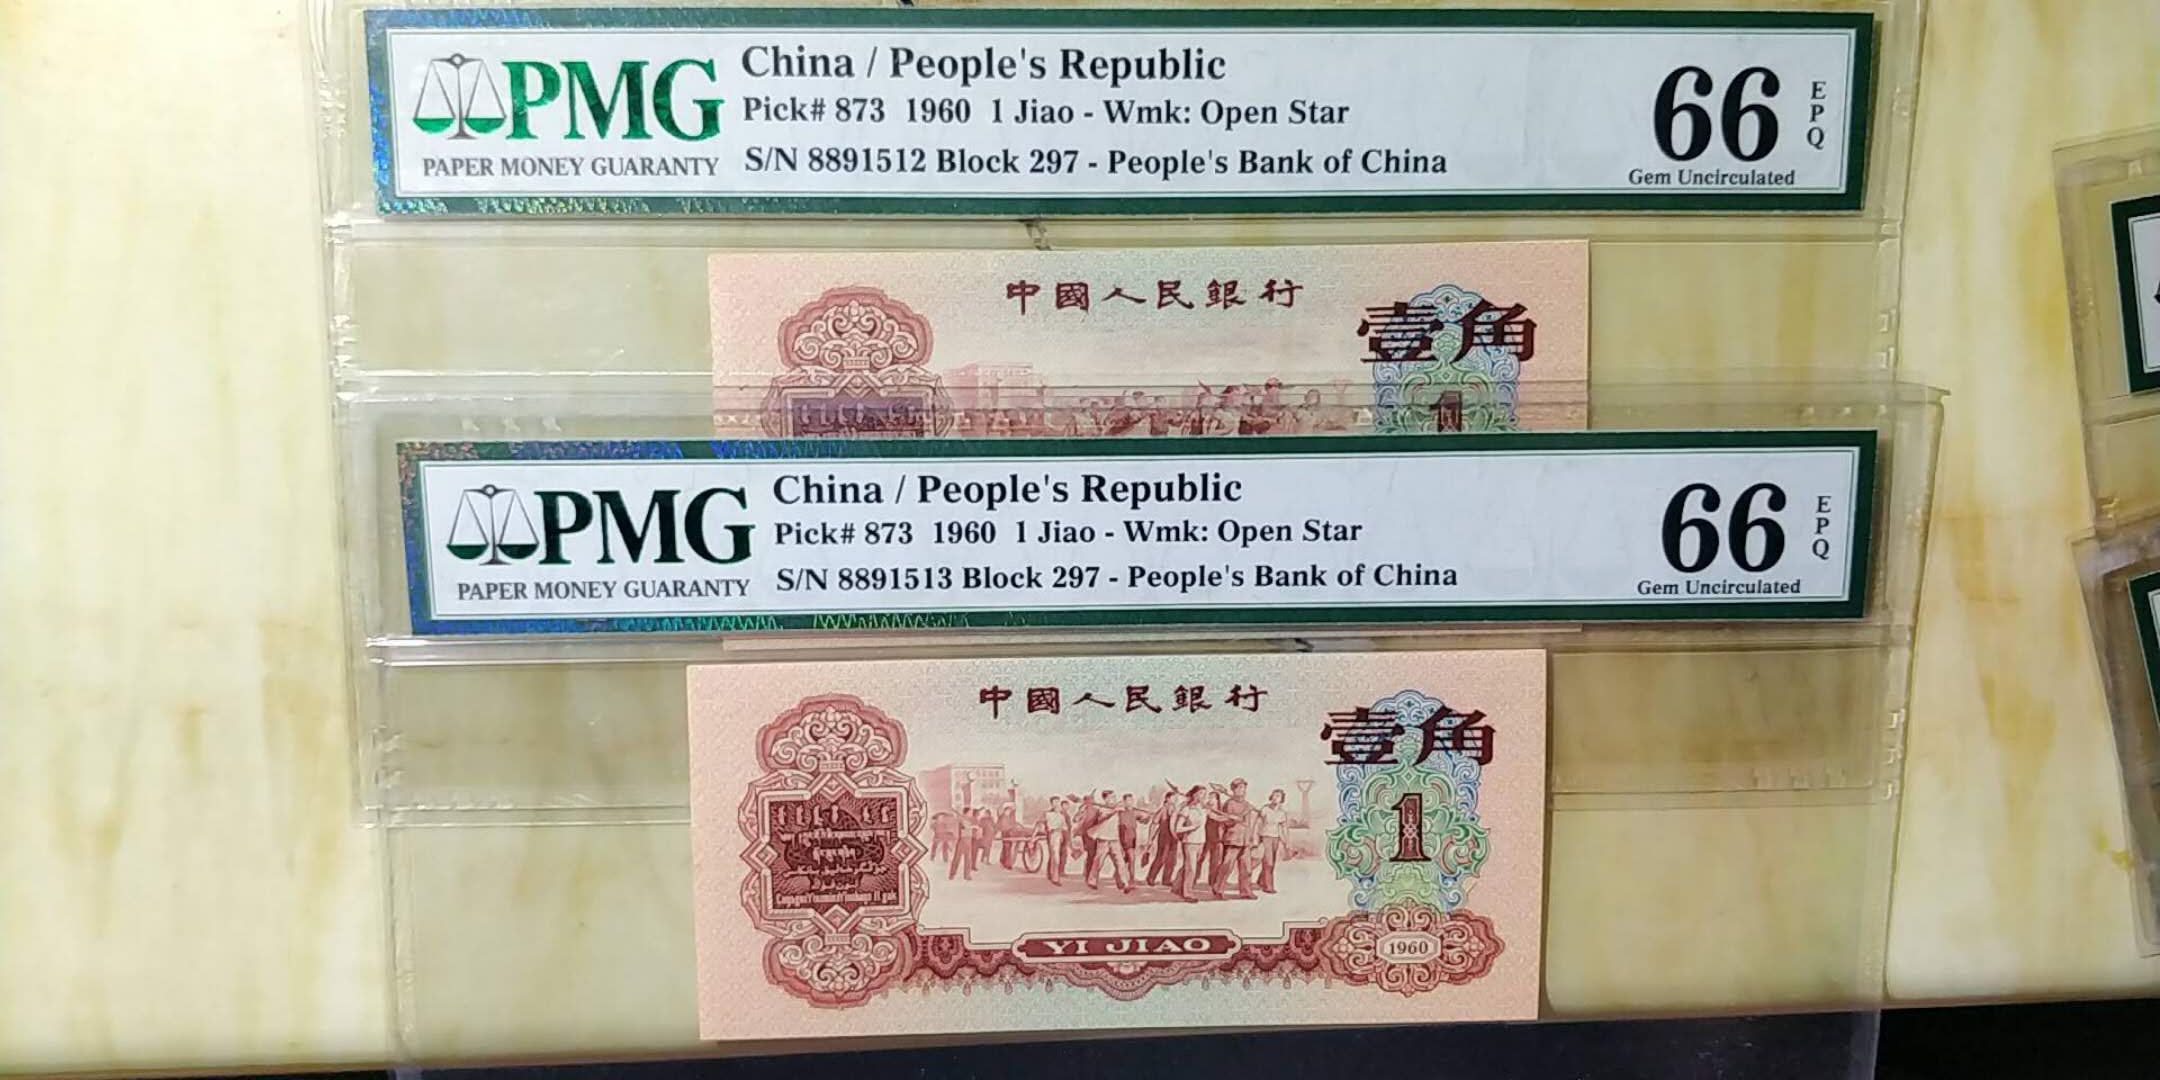 PMG
PAPER MONEY GUARANTY
China / People's Republic
Pick# 873 1960 1 Jiao - Wmk: Open Star
S/N 8891512 Block 297 - People's Bank of China
66
EPQ
Gem Uncirculated
中國人民銀行
壹角
1
PMG
PAPER MONEY GUARANTY
China / People's Republic
Pick# 873 1960 1 Jiao - Wmk: Open Star
S/N 8891513 Block 297 - People's Bank of China
66
EPQ
Gem Uncirculated
中國人民銀行
壹角
1
YI JIAO
1960